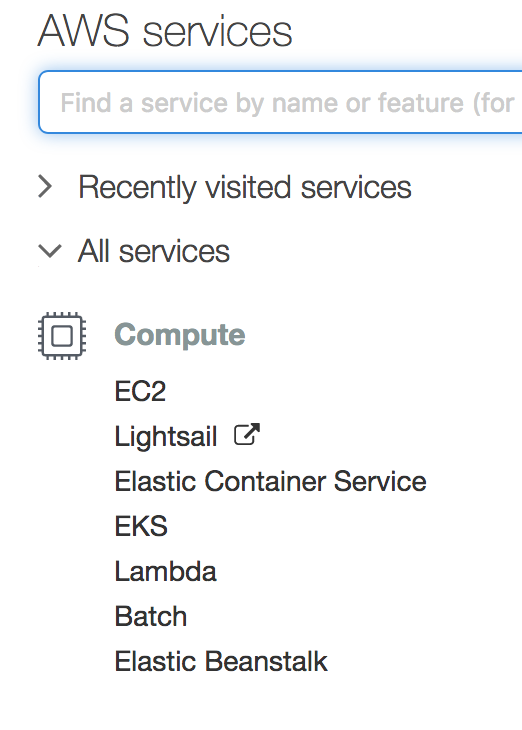 AWS services
Find a service by name or feature (for
Recently visited services
All services
Compute
EC2
Lightsail
Elastic Container Service
EKS
Lambda
Batch
Elastic Beanstalk